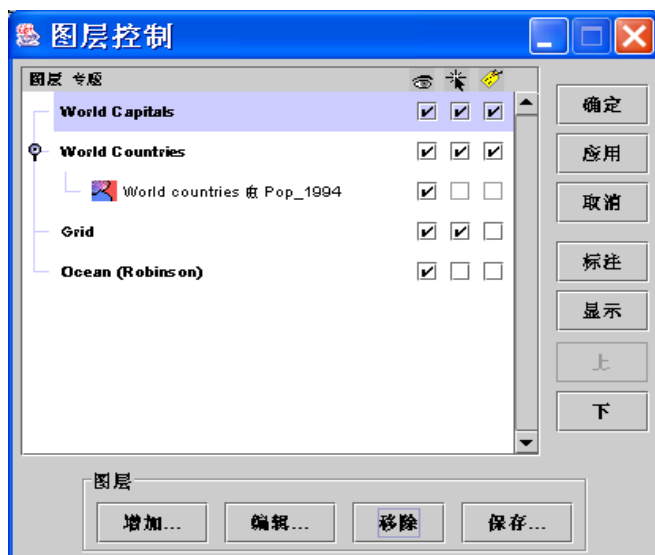 图层控制
图层 专题
World Capitals
World Countries
World countries 由 Pop_1994
Grid
Ocean (Robinson)
确定
应用
取消
标注
显示
上
下
图层
增加...
编辑...
移除
保存...